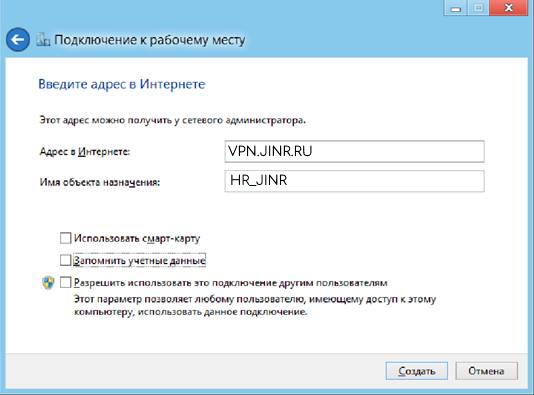 Подключение к рабочему месту
Введите адрес в Интернете
Этот адрес можно получить у сетевого администратора.
Адрес в Интернете: VPN.JINR.RU
Имя объекта назначения: HR_JINR
Использовать смарт-карту
Запомнить учетные данные
Разрешить использовать это подключение другим пользователям
Этот параметр позволяет любому пользователю, имеющему доступ к этому
компьютеру, использовать данное подключение.
Создать Отмена